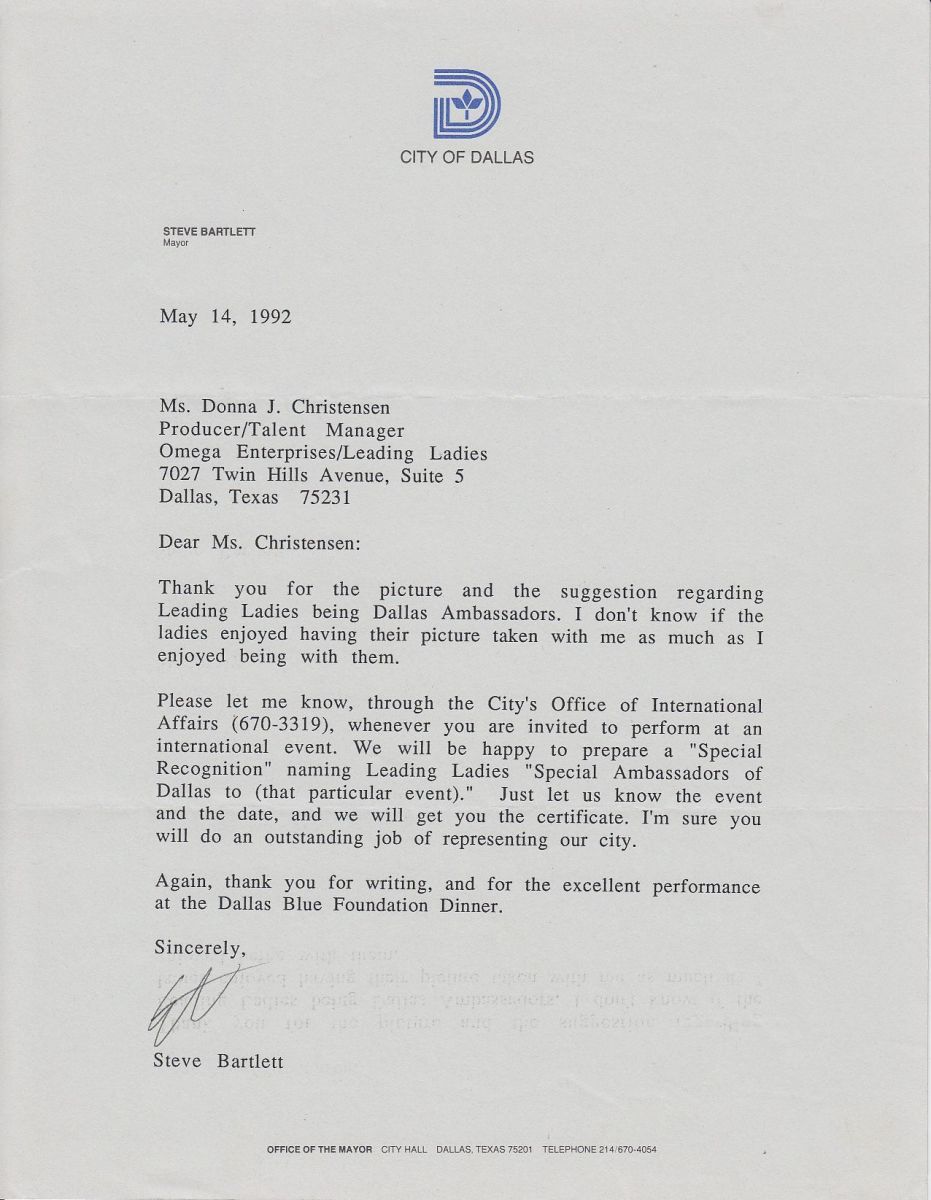 CITY OF DALLAS
STEVE BARTLETT
Mayor
May 14, 1992
Ms. Donna J. Christensen
Producer/Talent Manager
Omega Enterprises/Leading Ladies
7027 Twin Hills Avenue, Suite 5
Dallas, Texas 75231
Dear Ms. Christensen:
Thank you for the picture and the suggestion regarding
Leading Ladies being Dallas Ambassadors. I don't know if the
ladies enjoyed having their picture taken with me as much as I
enjoyed being with them.
Please let me know, through the City's Office of International
Affairs (670-3319), whenever you are invited to perform at an
international event. We will be happy to prepare a "Special
Recognition" naming Leading Ladies "Special Ambassadors of
Dallas to (that particular event)." Just let us know the event
and the date, and we will get you the certificate. I'm sure you
will do an outstanding job of representing our city.
Again, thank you for writing, and for the excellent performance
at the Dallas Blue Foundation Dinner.
Sincerely,
Steve Bartlett
OFFICE OF THE MAYOR CITY HALL DALLAS, TEXAS 75201 TELEPHONE 214/670-4054